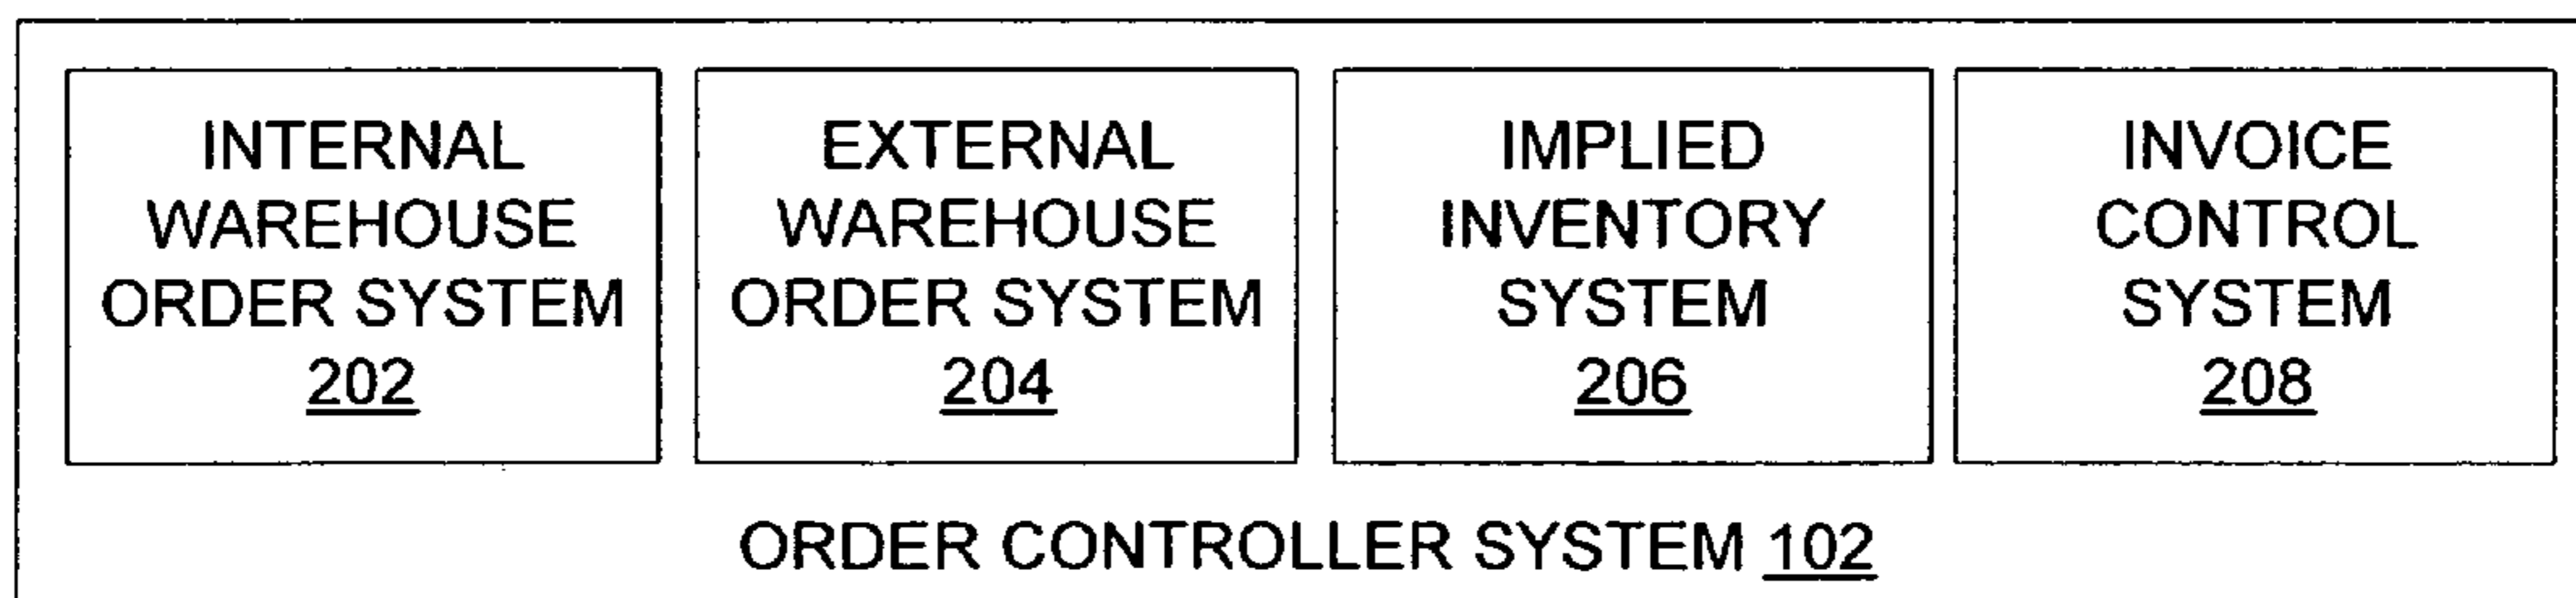 INTERNAL
WAREHOUSE
ORDER SYSTEM
202
EXTERNAL
WAREHOUSE
ORDER SYSTEM
204
IMPLIED
INVENTORY
SYSTEM
206
INVOICE
CONTROL
SYSTEM
208
ORDER CONTROLLER SYSTEM 102